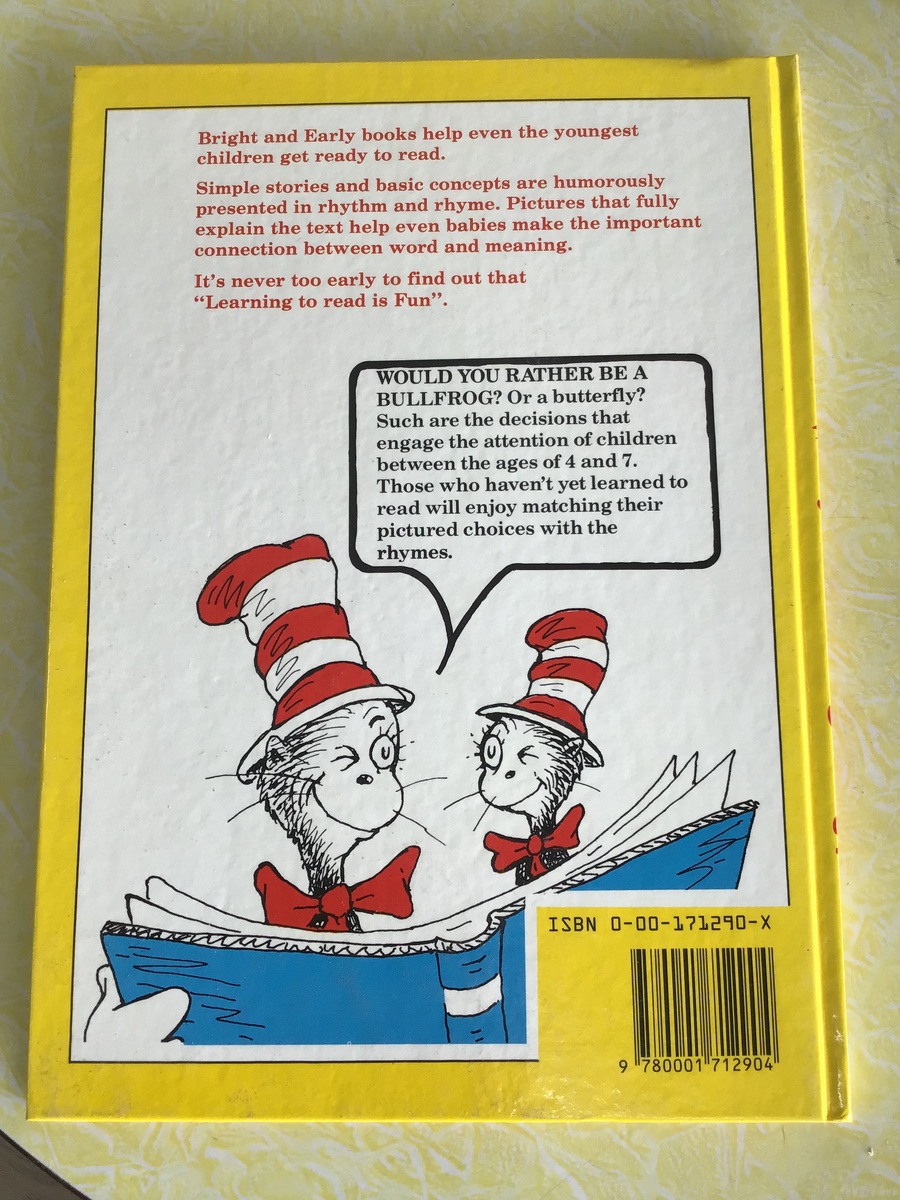 Bright and Early books help even the youngest
children get ready to read.
Simple stories and basic concepts are humorously
presented in rhythm and rhyme. Pictures that fully
explain the text help even babies make the important
connection between word and meaning.
It's never too early to find out that
“Learning to read is Fun”.
WOULD YOU RATHER BE A
BULLFROG? Or a butterfly?
Such are the decisions that
engage the attention of children
between the ages of 4 and 7.
Those who haven't yet learned to
read will enjoy matching their
pictured choices with the
rhymes.
ISBN 0-00-171290-X
9 780001 712904